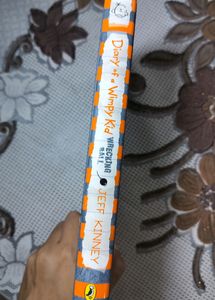 Diary of a Wimpy Kid
WRECKING
BALL
JEFF KINNEY